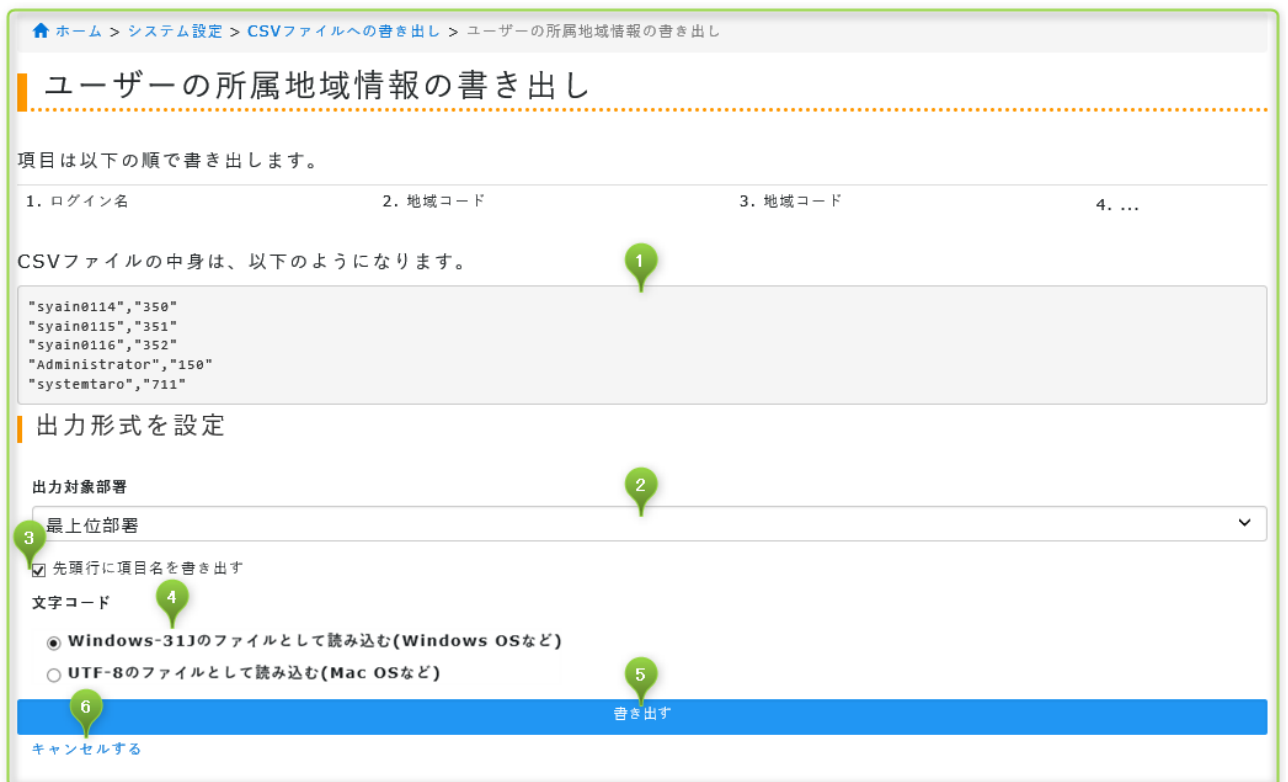 ホーム > システム設定 > CSVファイルへの書き出し > ユーザーの所属地域情報の書き出し
ユーザーの所属地域情報の書き出し
項目は以下の順で書き出します。
1. ログイン名 2. 地域コード 3. 地域コード 4. ...
CSVファイルの中身は、以下のようになります。
1
"syain0114","350"
"syain0115","351"
"syain0116","352"
"Administrator","150"
"systemtaro","711"
出力形式を設定
出力対象部署
2
最上位部署
3
先頭行に項目名を書き出す
文字コード
4
Windows-31Jのファイルとして読み込む(Windows OSなど)
UTF-8のファイルとして読み込む(Mac OSなど)
5
書き出す
6
キャンセルする